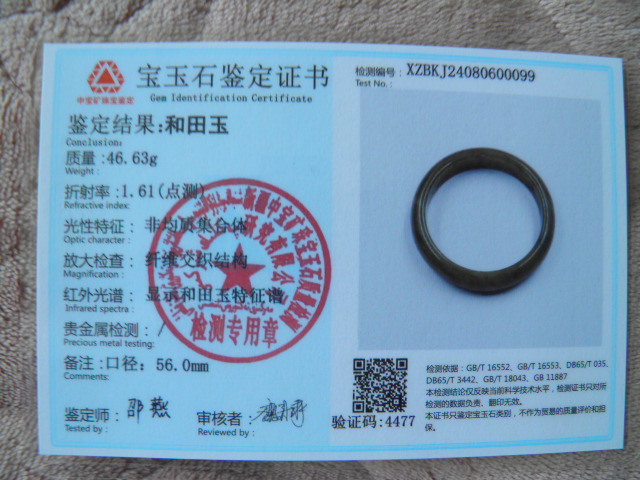 中宝矿珠宝鉴定
宝玉石鉴定证书
Gem Identification Certificate
鉴定结果:和田玉
Conclusion:
质量:46.63g
折射率:1.61(点测)
Refractive index:
光性特征: 非均质集合体
Optic character:
放大检查: 纤维交织结构
Magnification:
红外光谱: 显示和田玉特征谱
Infrared spectra:
贵金属检测: /
Precious metal testing:
备注:口径: 56.0mm
Comments:
鉴定师:
Tested by :
审核者:
Reviewed by :
检测专用章
检测编号: XZBKJ24080600099
Test No.:
验证码:4477
检测依据: GB/T 16552、GB/T 16553、DB65/T 035、
DB65/T 3442、GB/T 18043、GB 11887
本检测结论仅反映当前科学技术水平，检测证书只对所
检测的数据负责、翻印无效。
本证书只鉴定宝玉石类别，不作为贸易的质量评价和担
保。